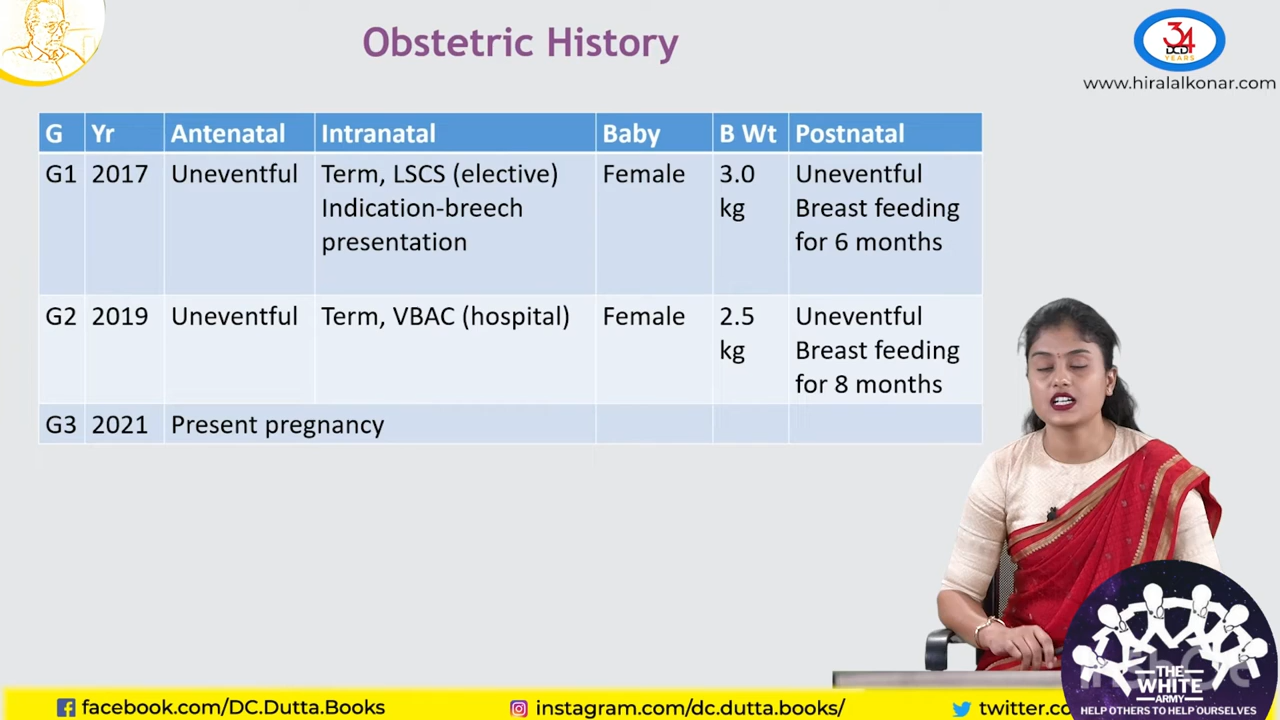 Obstetric History
34
DCD
YEARS
www.hiralalkonar.com
G Yr Antenatal Intranatal Baby B Wt Postnatal
G1 2017 Uneventful Term, LSCS (elective) Female 3.0 Uneventful
Indication-breech kg Breast feeding
presentation for 6 months
G2 2019 Uneventful Term, VBAC (hospital) Female 2.5 Uneventful
kg Breast feeding
for 8 months
G3 2021 Present pregnancy
THE
WHITE
ARMY
HELP OTHERS TO HELP OURSELVES
facebook.com/DC.Dutta.Books instagram.com/dc.dutta.books/ twitter.co